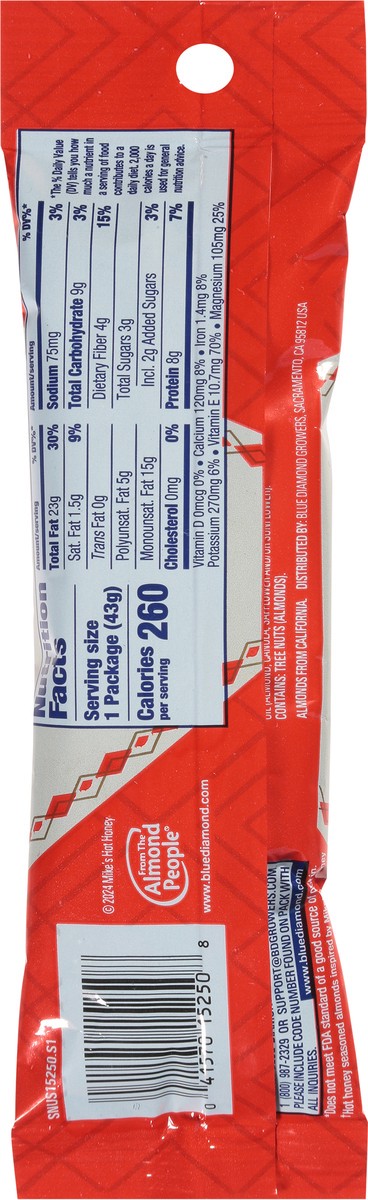 Nutrition
Facts
Serving size
1 Package (43g)
Calories 260
per serving
Amount/serving % DV%*
Total Fat 23g 30%
Sat. Fat 1.5g 9%
Trans Fat 0g
Polyunsat. Fat 5g
Monounsat. Fat 15g
Cholesterol 0mg 0%
Amount/serving % DV%*
Sodium 75mg 3%
Total Carbohydrate 9g 3%
Dietary Fiber 4g 15%
Total Sugars 3g
Incl. 2g Added Sugars 3%
Protein 8g 7%
*The % Daily Value
(DV) tells you how
much a nutrient in
a serving of food
contributes to a
daily diet. 2,000
calories a day is
used for general
nutrition advice.
Vitamin D 0mcg 0% • Calcium 120mg 8% • Iron 1.4mg 8%
Potassium 270mg 6% • Vitamin E 10.7mg 70% • Magnesium 105mg 25%
OIL (ALMOND, CANOLA, SAFFLOWER AND/OR SUNFLOWER).
CONTAINS: TREE NUTS (ALMONDS).
ALMONDS FROM CALIFORNIA. DISTRIBUTED BY: BLUE DIAMOND GROWERS, SACRAMENTO, CA 95812 USA
© 2024 Mike's Hot Honey
From The
Almond
People®
www.bluediamond.com
SNUS15250.S1
0 41570 15250 8
1 (800) 987-2329 OR SUPPORT@BDGROWERS.COM
PLEASE INCLUDE CODE NUMBER FOUND ON PACK WITH
ALL INQUIRIES.
www.bluediamond.com
*Does not meet FDA standard of a good source of
†Hot honey seasoned almonds inspired by